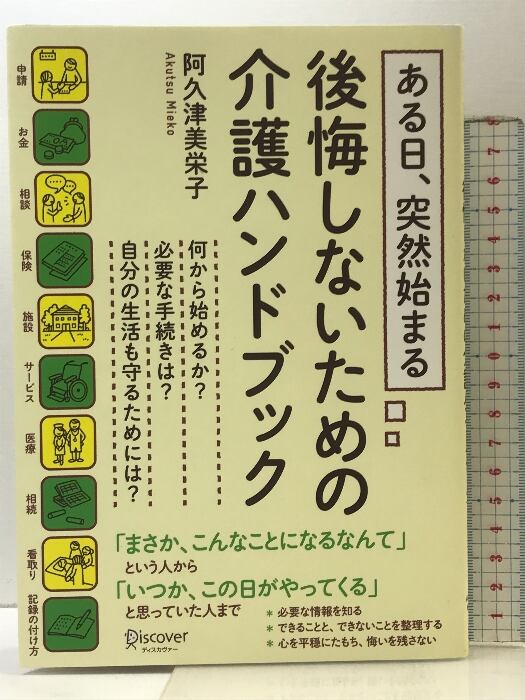 ある日、突然始まる
後悔しないための
介護ハンドブック
阿久津美栄子
Akutsu Mieko
何から始めるか?
必要な手続きは?
自分の生活も守るためには?
申請
お金
相談
保険
施設
サービス
医療
相続
看取り
記録の付け方
「まさか、こんなことになるなんて」
という人から
「いつか、この日がやってくる」
と思っていた人まで
* 必要な情報を知る
* できることと、できないことを整理する
* 心を平穏にたもち、悔いを残さない
Discover
ディスカヴァー